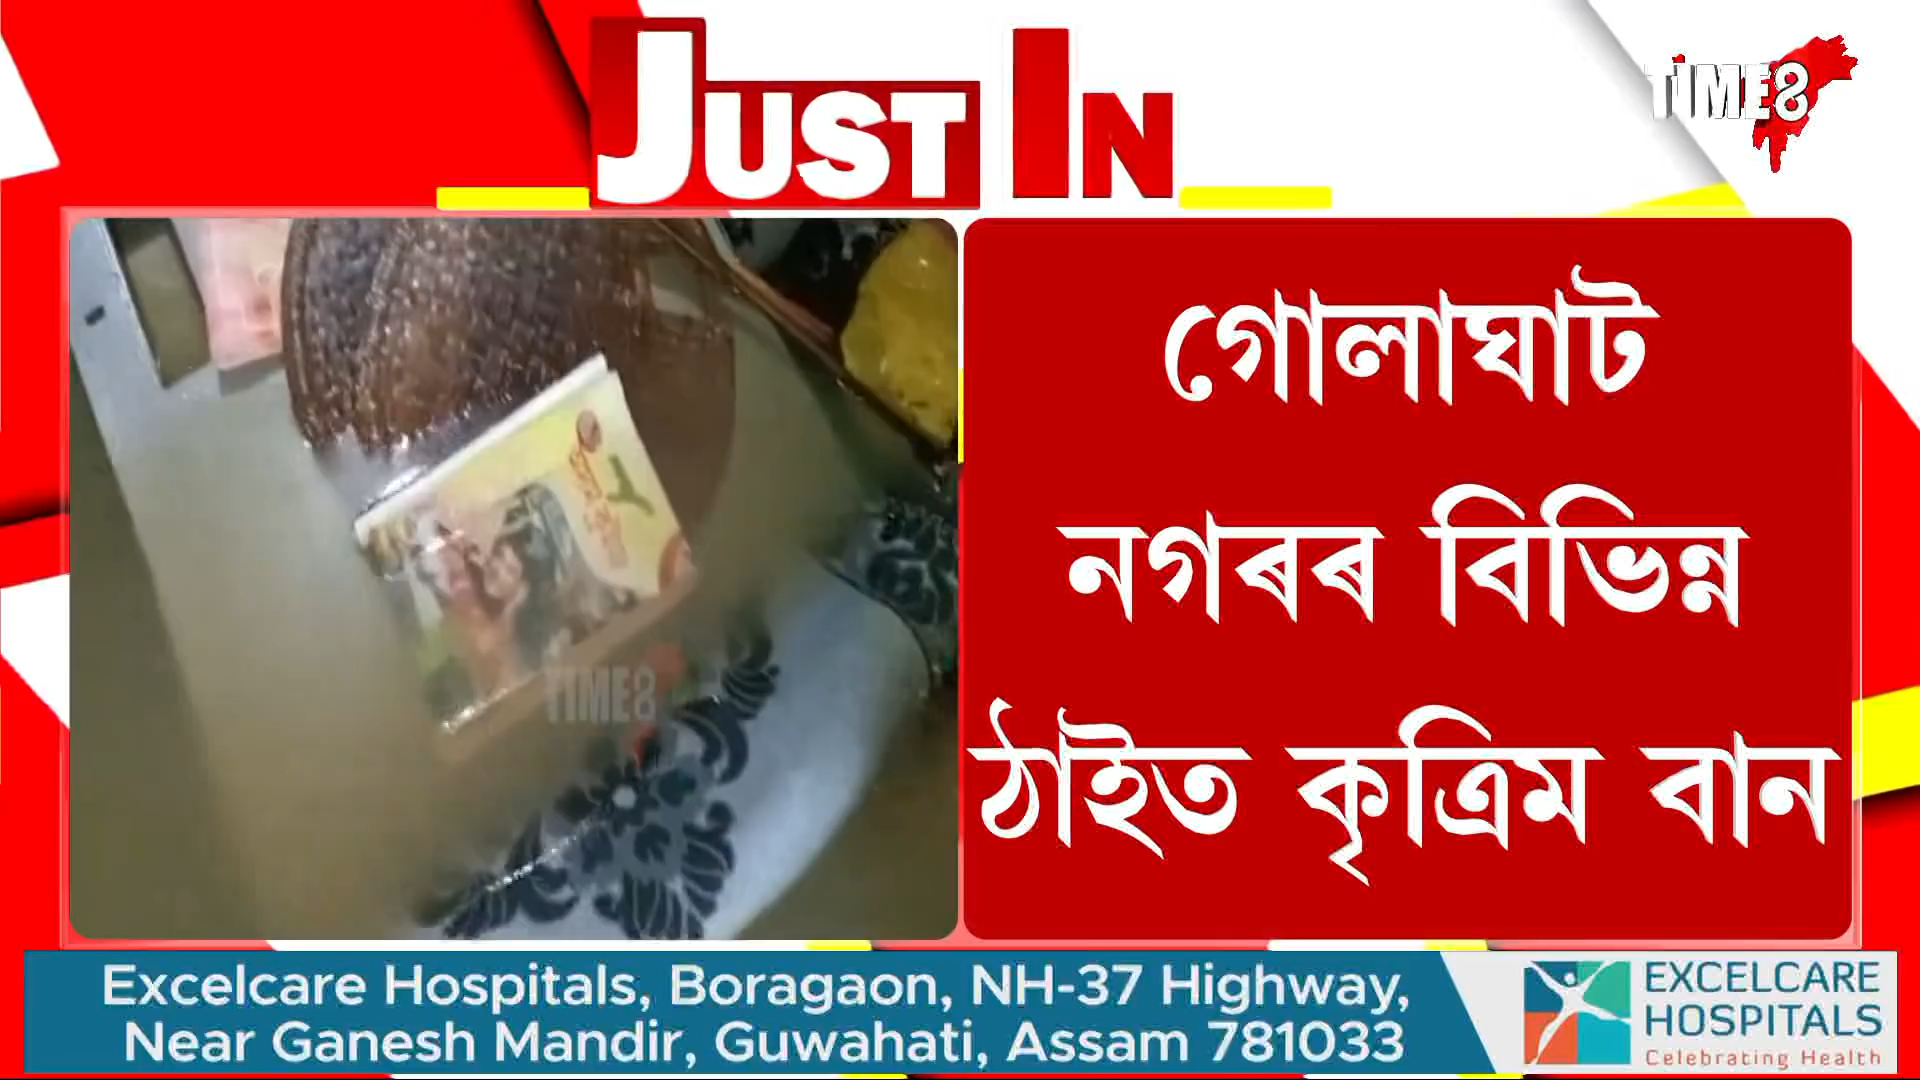 JUST IN
TIME8
গোলাঘাট
নগৰৰ বিভিন্ন
ঠাইত কৃত্ৰিম বান
TIME8
Excelcare Hospitals, Boragaon, NH-37 Highway,
Near Ganesh Mandir, Guwahati, Assam 781033
EXCELCARE
HOSPITALS
Celebrating Health